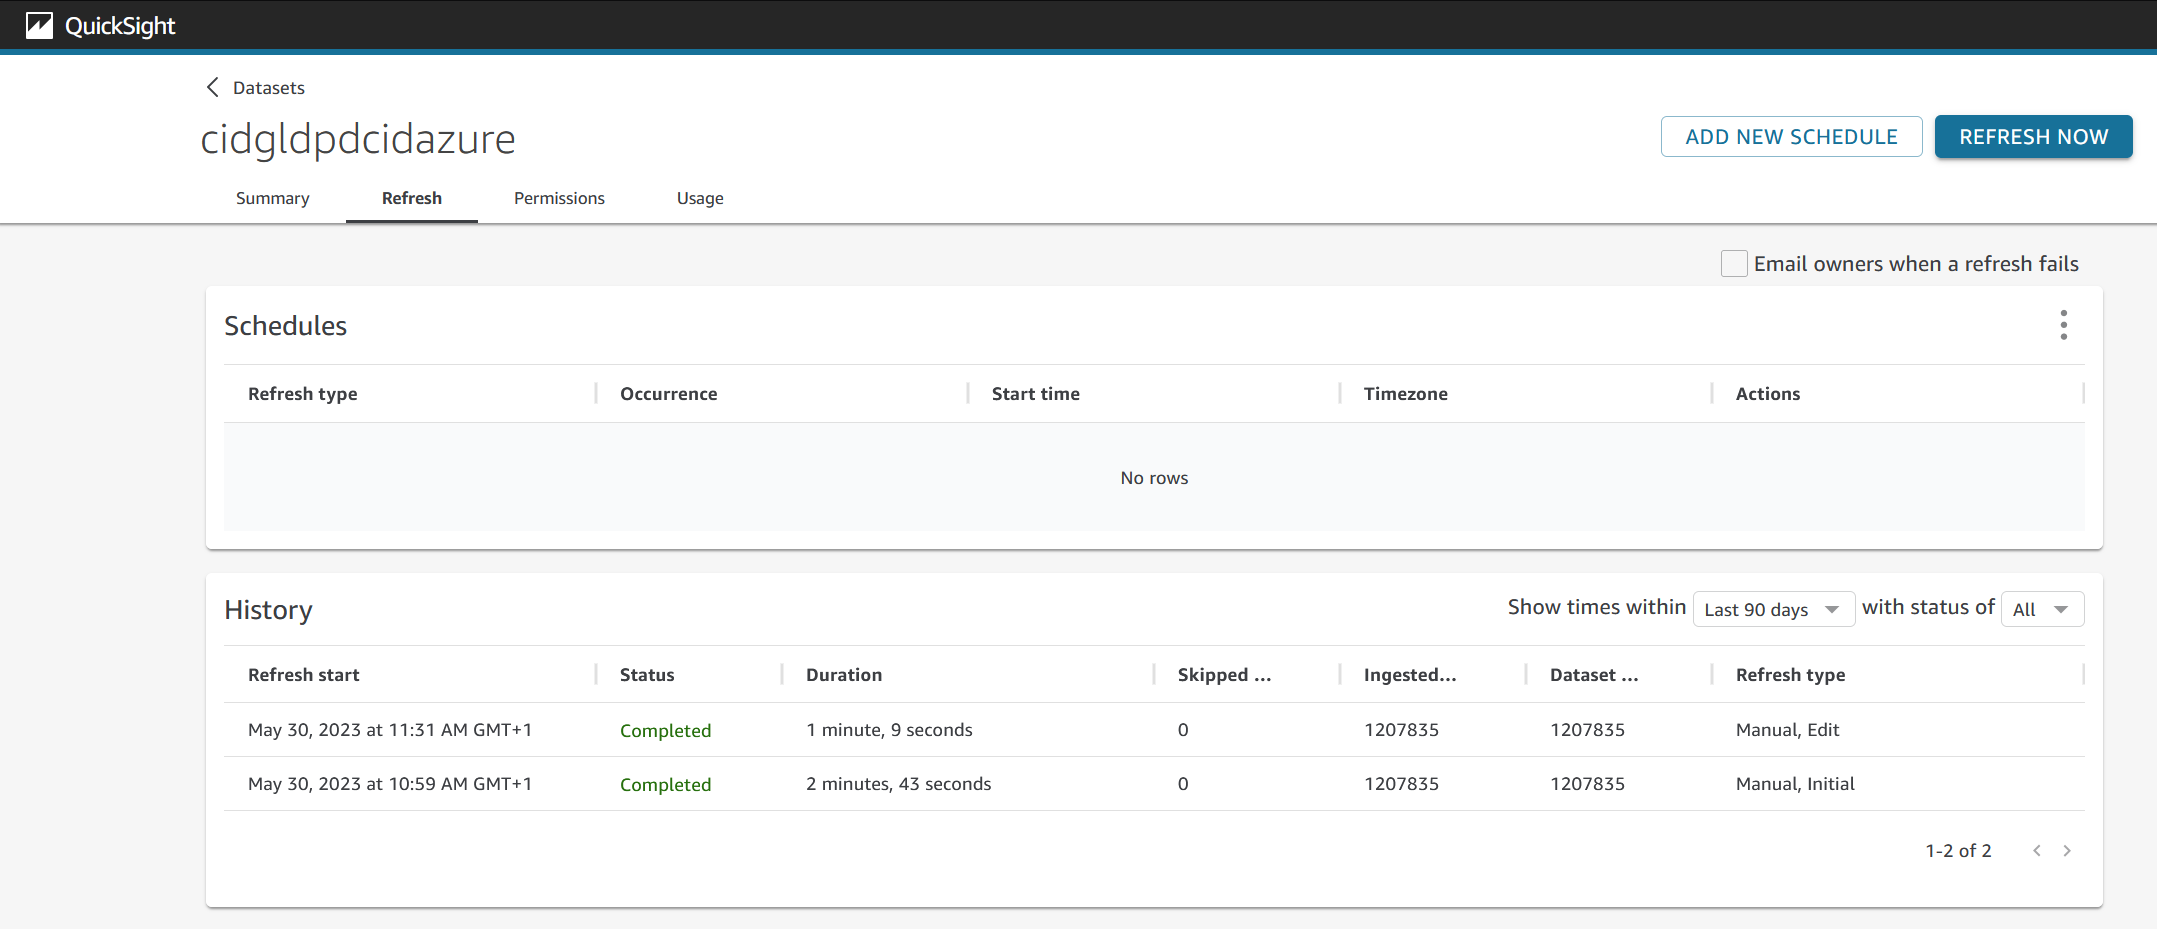 QuickSight
Datasets
cidgldpdcidazure
ADD NEW SCHEDULE REFRESH NOW
Summary Refresh Permissions Usage
Email owners when a refresh fails
Schedules
Refresh type Occurrence Start time Timezone Actions
No rows
History Show times within Last 90 days with status of All
Refresh start Status Duration Skipped ... Ingested... Dataset ... Refresh type
May 30, 2023 at 11:31 AM GMT+1 Completed 1 minute, 9 seconds 0 1207835 1207835 Manual, Edit
May 30, 2023 at 10:59 AM GMT+1 Completed 2 minutes, 43 seconds 0 1207835 1207835 Manual, Initial
1-2 of 2